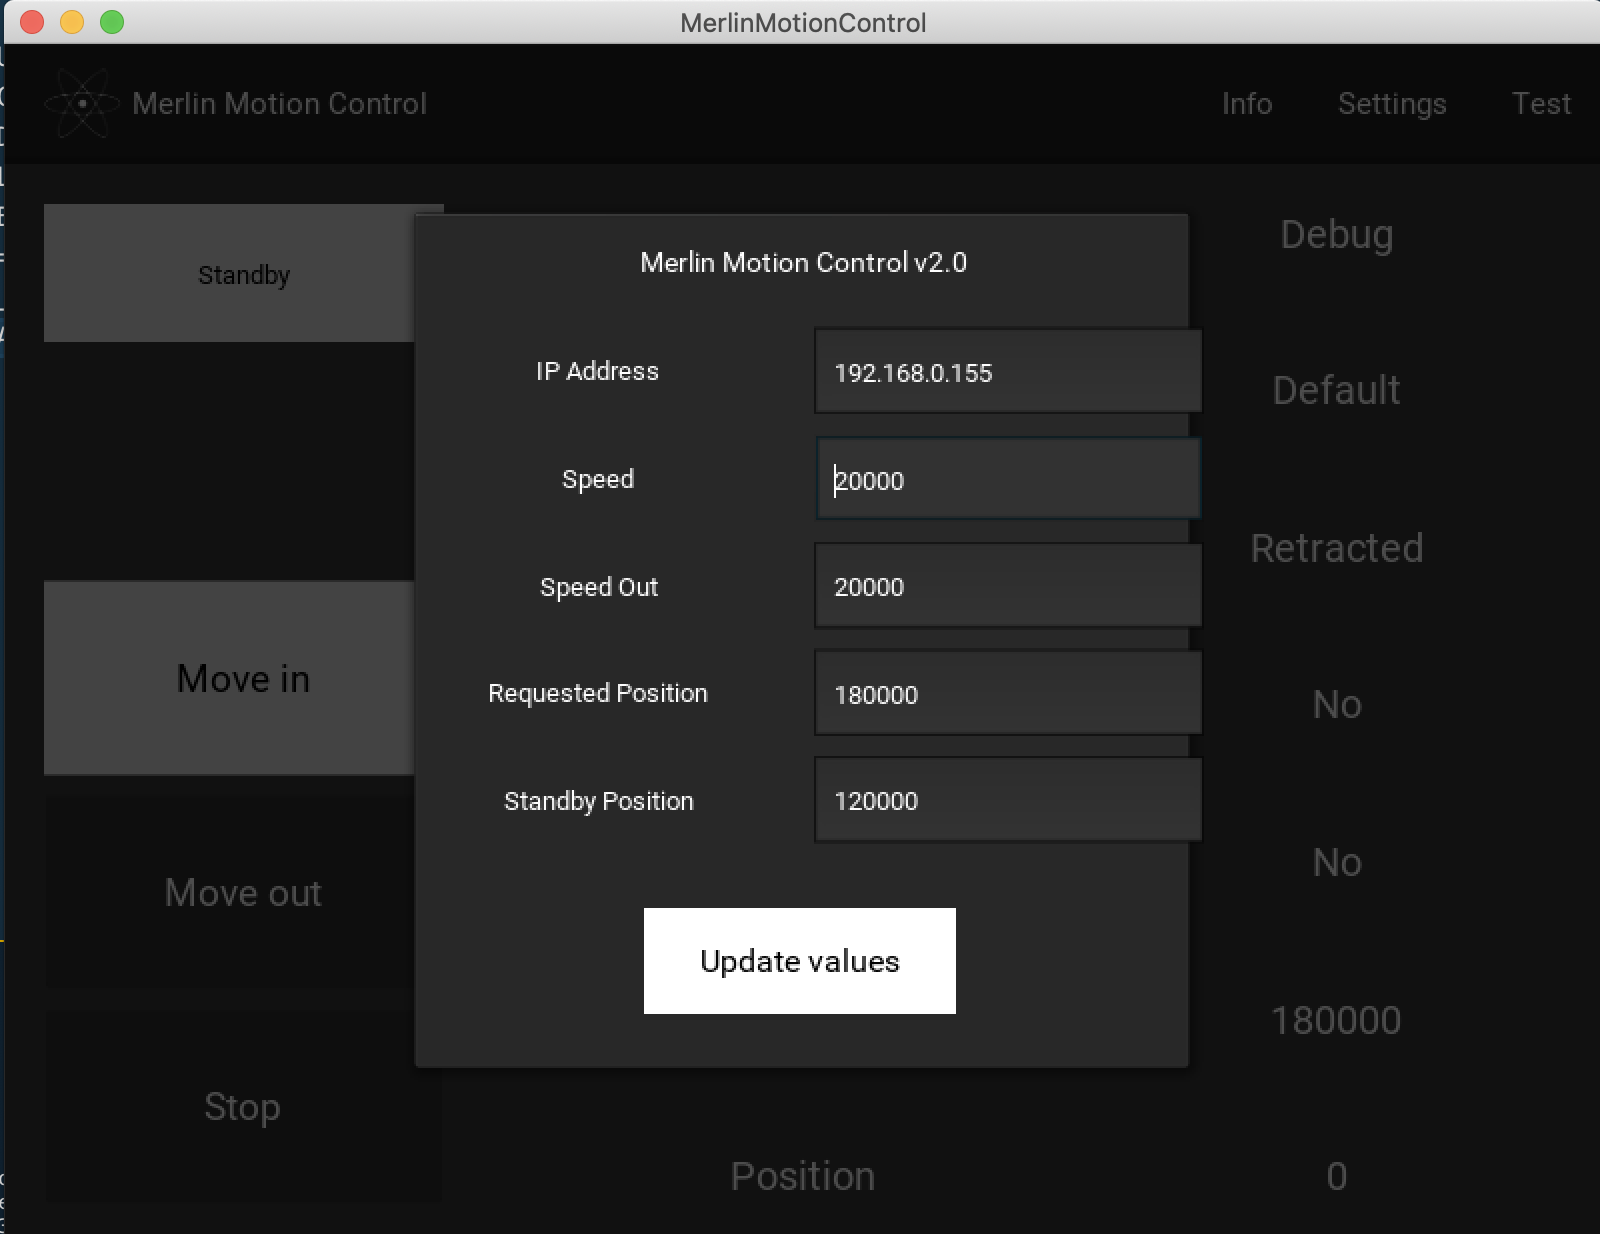 MerlinMotionControl
Merlin Motion Control
Info Settings Test
Standby
Debug
Merlin Motion Control v2.0
IP Address 192.168.0.155
Default
Speed 20000
Retracted
Speed Out 20000
Move in
Requested Position 180000
No
Standby Position 120000
No
Move out
Update values
180000
Stop
Position 0